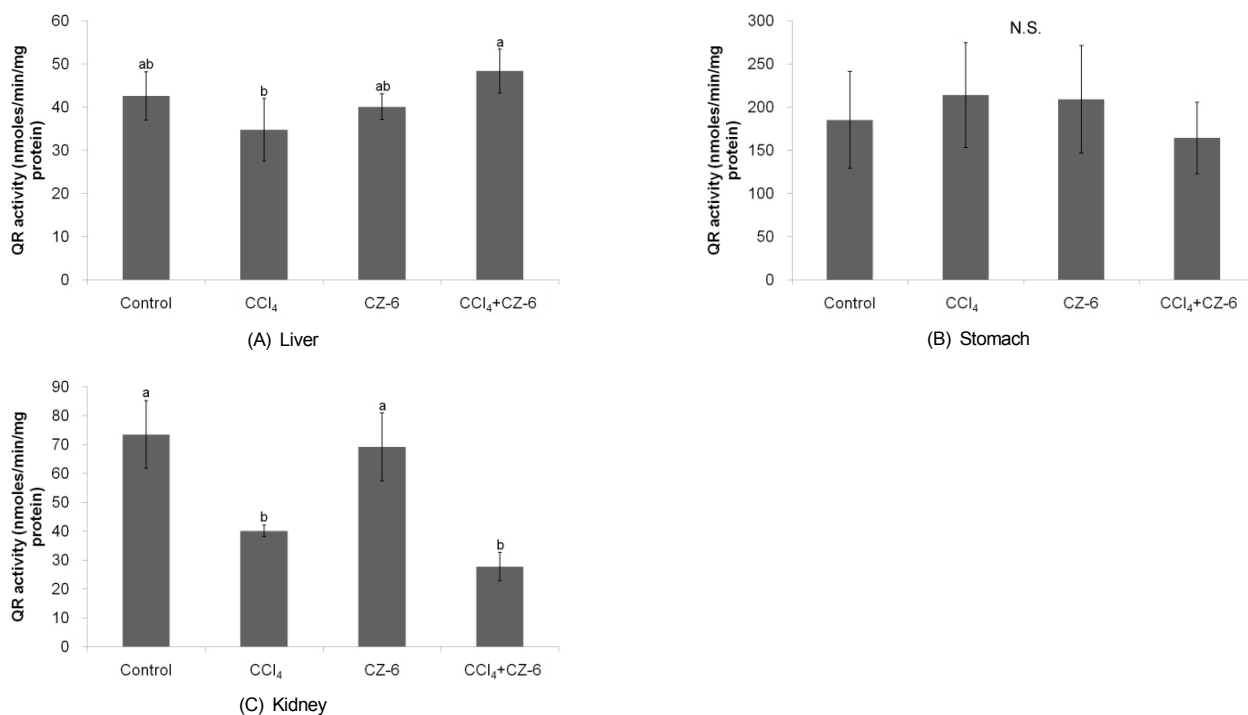 60
50
40
30
20
10
0
QR activity (nmoles/min/mg
protein)
ab
b
ab
a
Control
CCl₄
CZ-6
CCl₄+CZ-6
(A) Liver
300
250
200
150
100
50
0
QR activity (nmoles/min/mg
protein)
N.S.
Control
CCl₄
CZ-6
CCl₄+CZ-6
(B) Stomach
90
80
70
60
50
40
30
20
10
0
QR activity (nmoles/min/mg
protein)
a
b
a
b
Control
CCl₄
CZ-6
CCl₄+CZ-6
(C) Kidney